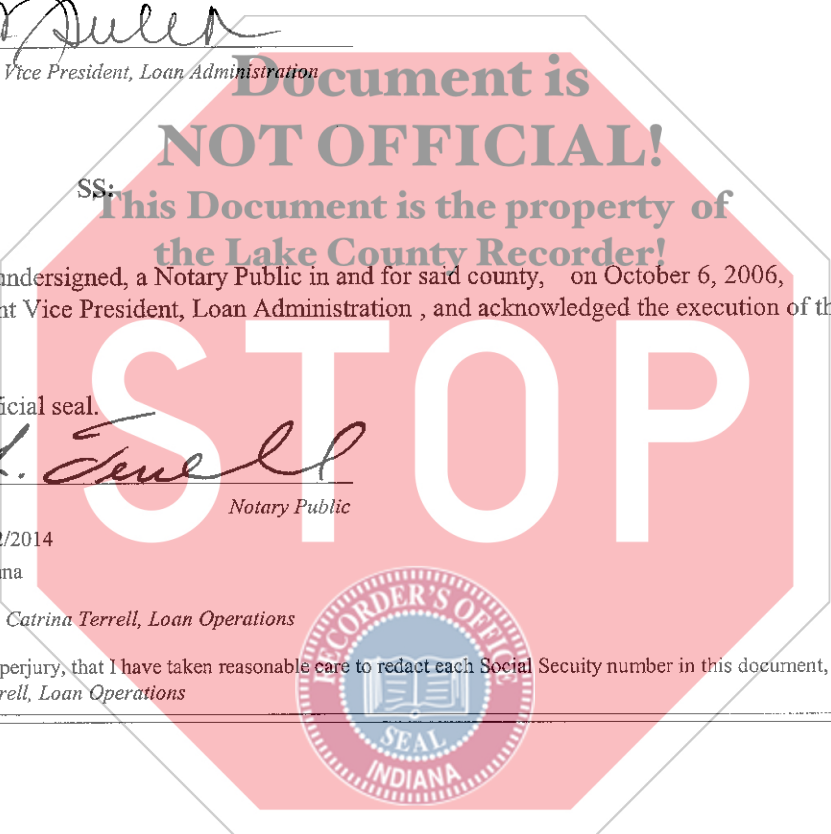 Vice President, Loan Administration
Document is
NOT OFFICIAL!
SS:
This Document is the property of
the Lake County Recorder!
undersigned, a Notary Public in and for said county, on October 6, 2006,
nt Vice President, Loan Administration , and acknowledged the execution of th
STOP
icial seal.
L. Terrell
Notary Public
2/2014
na
Catrina Terrell, Loan Operations
perjury, that I have taken reasonable care to redact each Social Secuity number in this document,
rell, Loan Operations
RECORDER'S OFFICE
SEAL
INDIANA